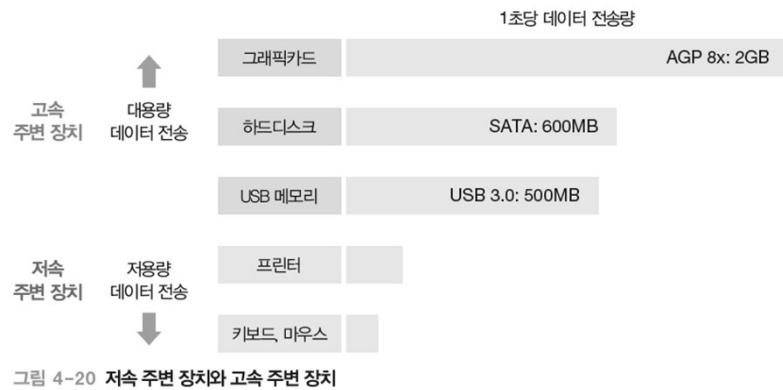 1초당 데이터 전송량
그래픽카드
AGP 8x: 2GB
고속
주변 장치
대용량
데이터 전송
하드디스크
SATA: 600MB
USB 메모리
USB 3.0: 500MB
저속
주변 장치
저용량
데이터 전송
프린터
키보드, 마우스
그림 4-20 저속 주변 장치와 고속 주변 장치